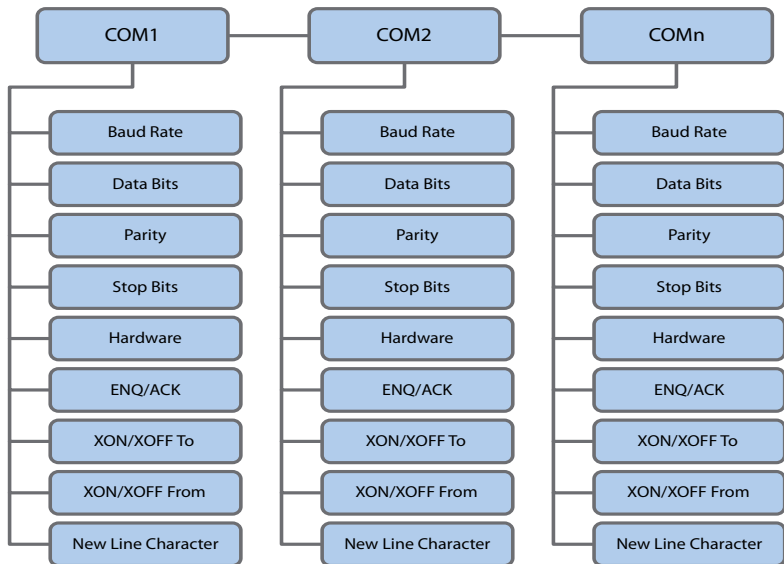 COM1
COM2
COMn
Baud Rate
Data Bits
Parity
Stop Bits
Hardware
ENQ/ACK
XON/XOFF To
XON/XOFF From
New Line Character
Baud Rate
Data Bits
Parity
Stop Bits
Hardware
ENQ/ACK
XON/XOFF To
XON/XOFF From
New Line Character
Baud Rate
Data Bits
Parity
Stop Bits
Hardware
ENQ/ACK
XON/XOFF To
XON/XOFF From
New Line Character